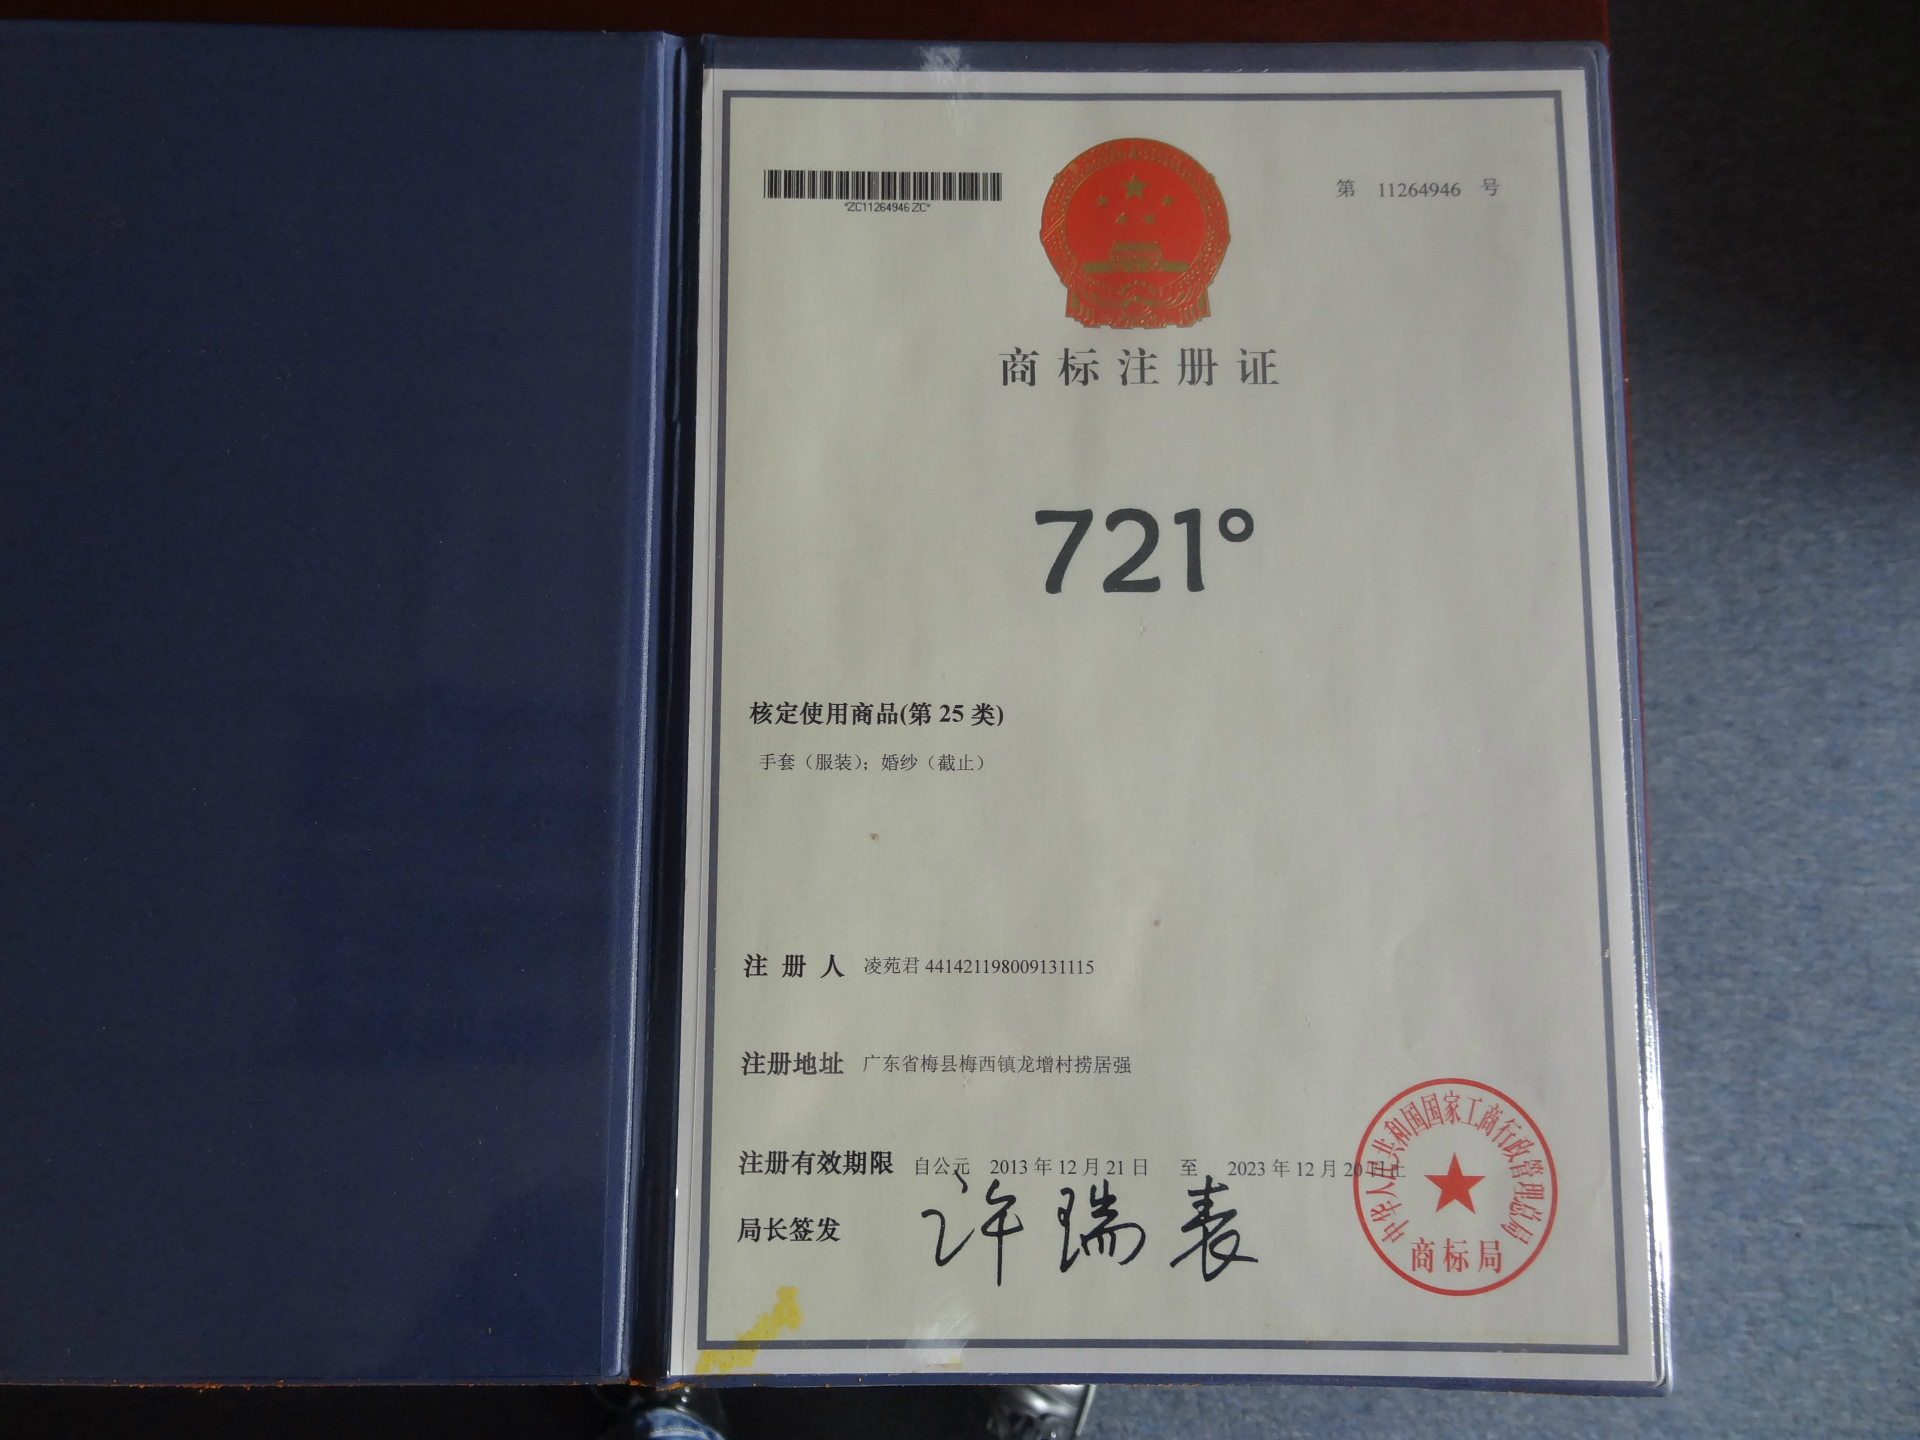 *ZC11264946ZC*
第 11264946 号
商标注册证
721°
核定使用商品(第 25 类)
手套（服装）；婚纱（截止）
注册人 凌苑君 441421198009131115
注册地址 广东省梅县梅西镇龙增村捞居强
注册有效期限 自公元 2013 年 12 月 21 日 至 2023 年 12 月 20 日止
局长签发 许瑞表
中华人民共和国国家工商行政管理总局
商标局